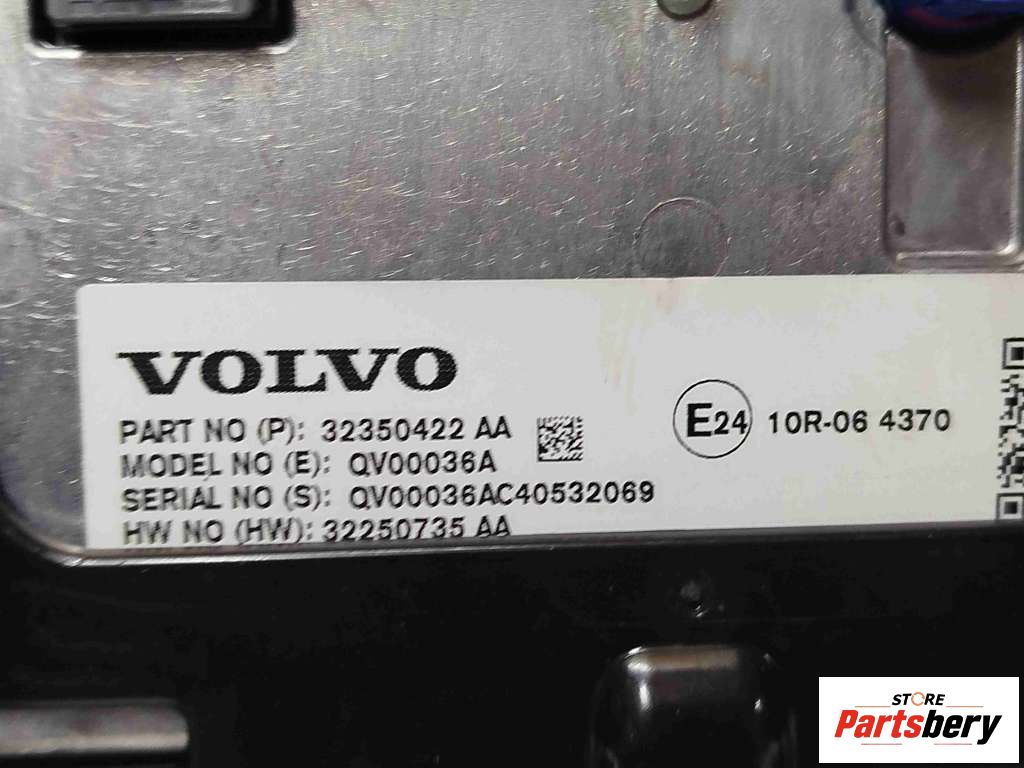 VOLVO
PART NO (P): 32350422 AA
MODEL NO (E): QV00036A
SERIAL NO (S): QV00036AC40532069
HW NO (HW): 32250735 AA
E24 10R-06 4370
STORE
Partsbery